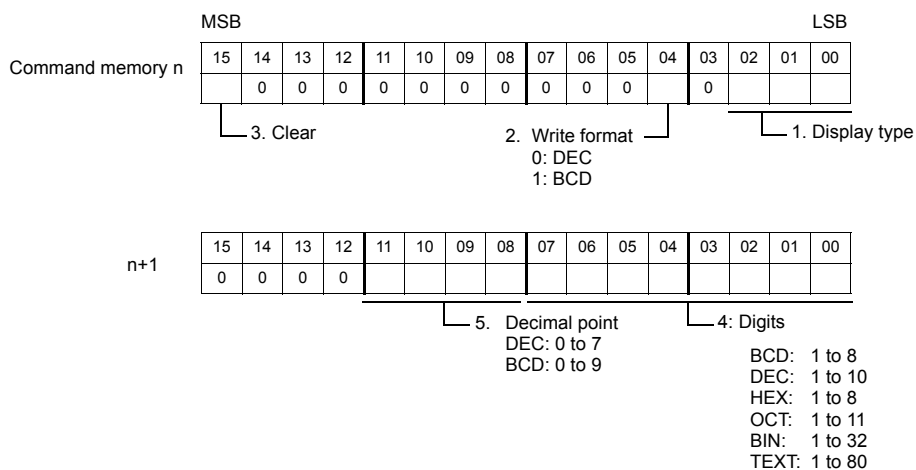 MSB LSB
Command memory n
15 14 13 12 11 10 09 08 07 06 05 04 03 02 01 00
0 0 0 0 0 0 0 0 0 0 0
3. Clear
2. Write format
0: DEC
1: BCD
1. Display type
n+1
15 14 13 12 11 10 09 08 07 06 05 04 03 02 01 00
0 0 0 0
5. Decimal point
DEC: 0 to 7
BCD: 0 to 9
4: Digits
BCD: 1 to 8
DEC: 1 to 10
HEX: 1 to 8
OCT: 1 to 11
BIN: 1 to 32
TEXT: 1 to 80